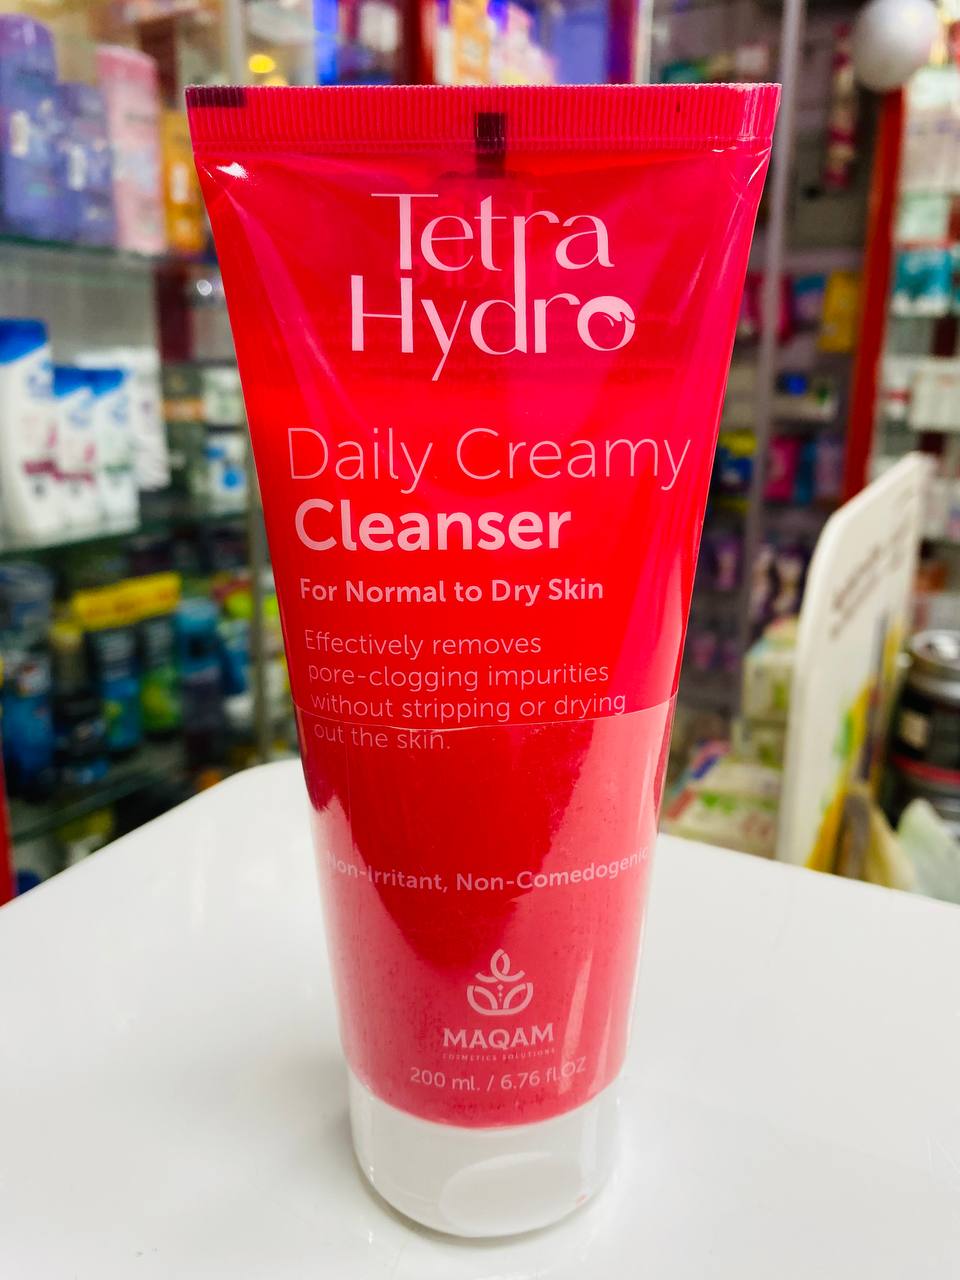 Tetra
Hydro
Daily Creamy
Cleanser
For Normal to Dry Skin
Effectively removes
pore-clogging impurities
without stripping or drying
out the skin.
Non-Irritant, Non-Comedogenic
MAQAM
COSMETICS SOLUTIONS
200 ml. / 6.76 fl.OZ